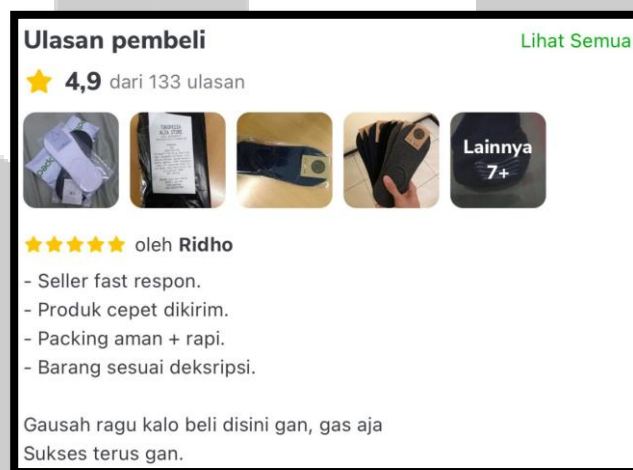 Ulasan pembeli
Lihat Semua
4,9 dari 133 ulasan
Lainnya
7+
oleh Ridho
- Seller fast respon.
- Produk cepet dikirim.
- Packing aman + rapi.
- Barang sesuai deksripsi.
Gausah ragu kalo beli disini gan, gas aja
Sukses terus gan.